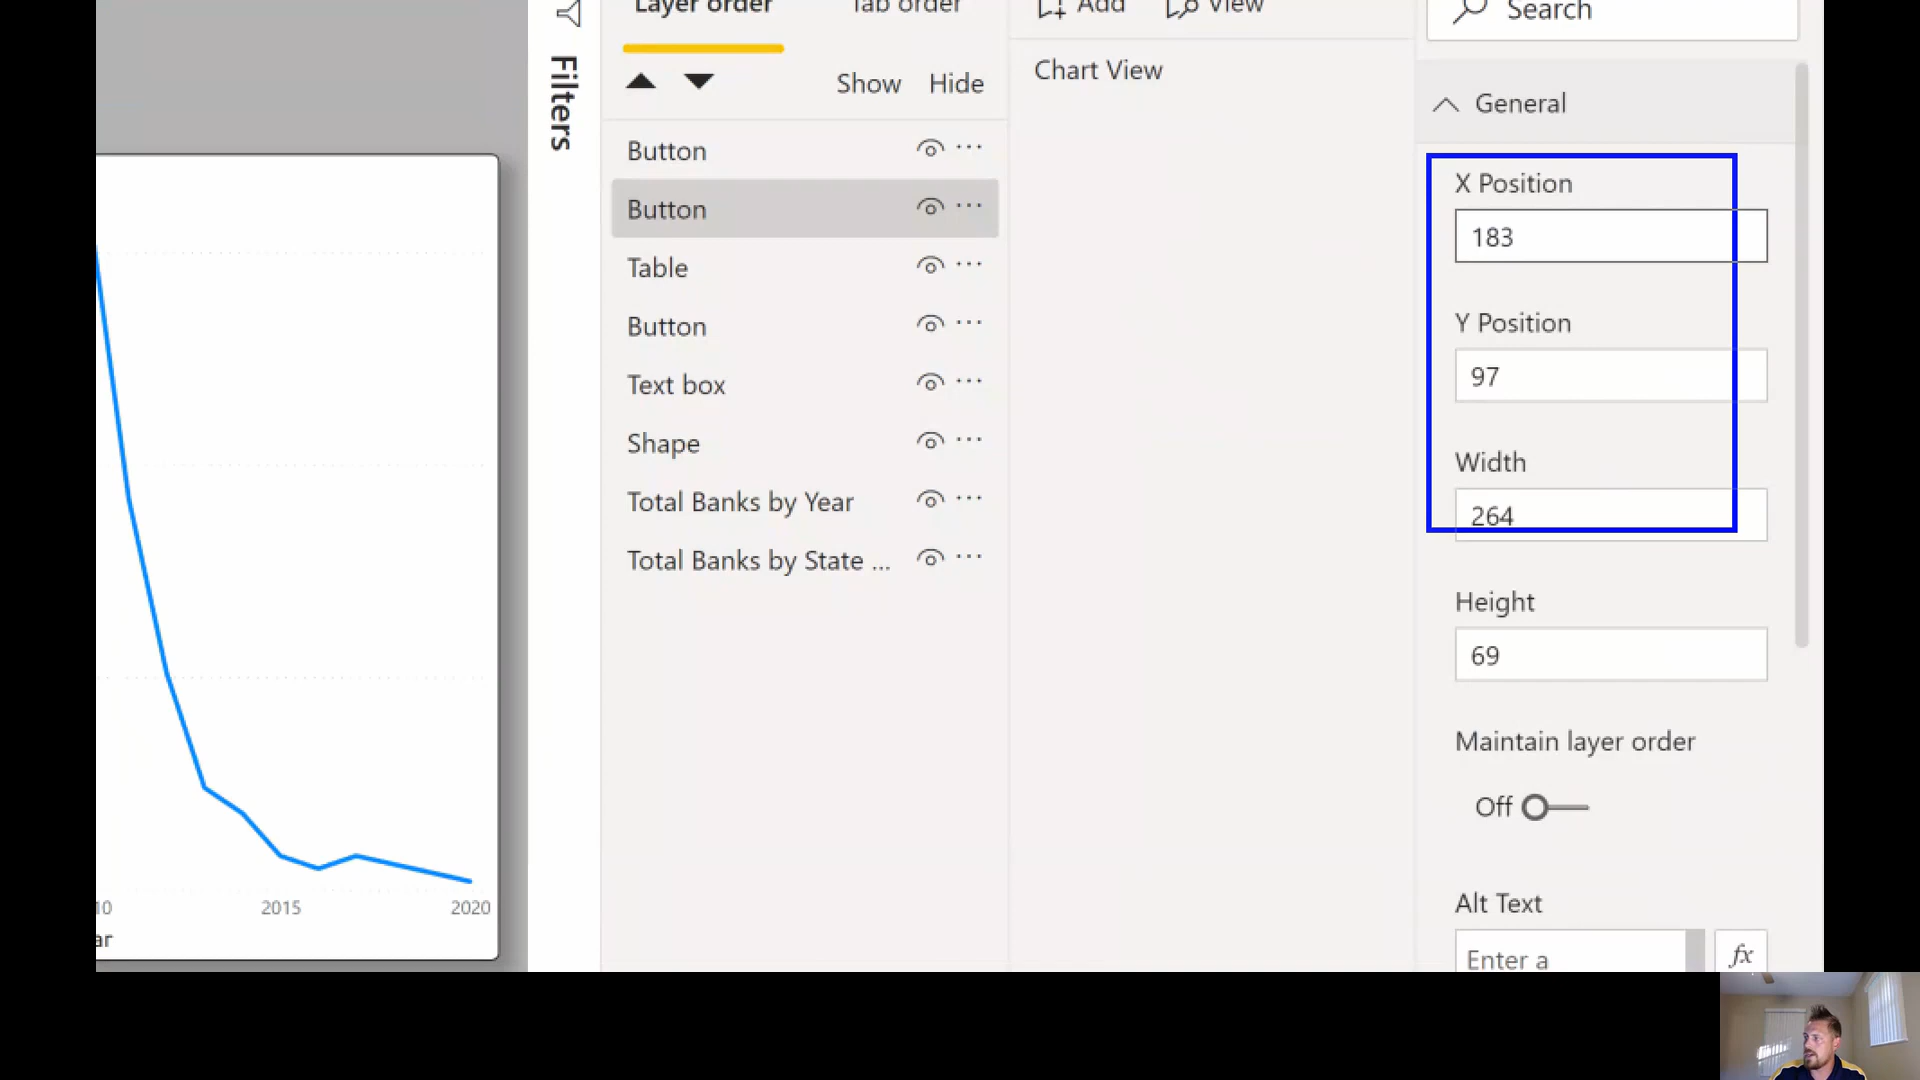 Layer order
Tab order
Add
View
Search
Filters
Show
Hide
Chart View
General
Button
Button
Table
Button
Text box
Shape
Total Banks by Year
Total Banks by State ...
X Position
183
Y Position
97
Width
264
Height
69
Maintain layer order
Off
Alt Text
Enter a
fx
10
2015
2020
ar